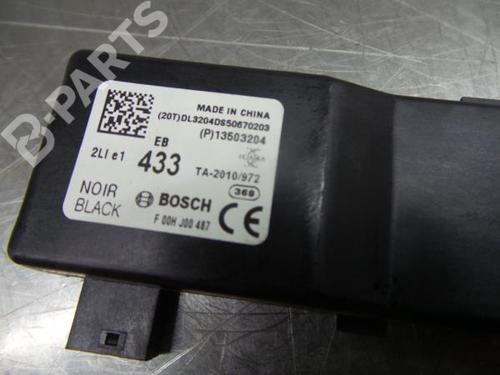 B-PARTS
MADE IN CHINA
(20T)DL3204DS50670203
(P)13503204
EB
2LI e1 433 TA-2010/972
369
NOIR
BLACK
BOSCH
F 00H J00 487
CE